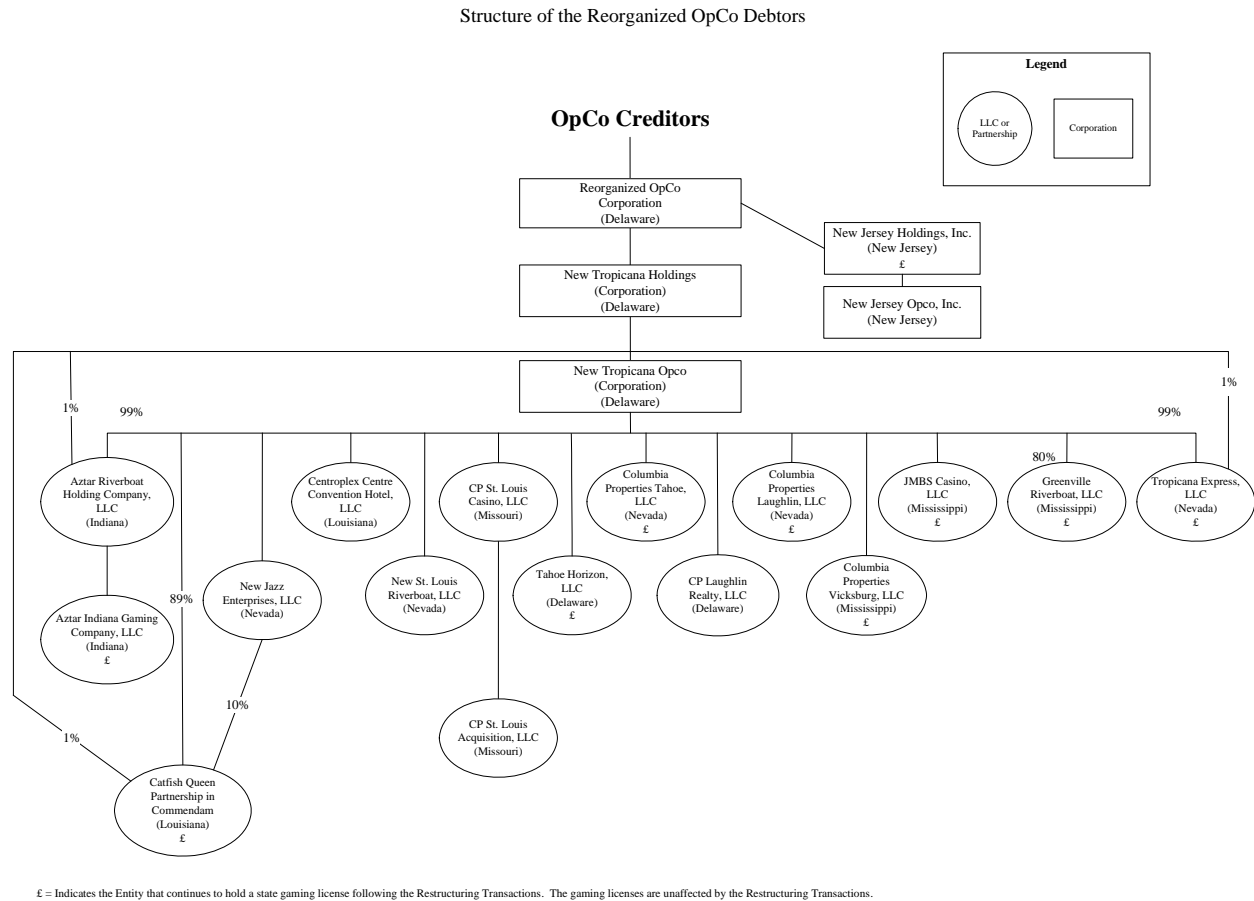 Structure of the Reorganized OpCo Debtors
Legend
LLC or
Partnership
Corporation
OpCo Creditors
Reorganized OpCo
Corporation
(Delaware)
New Jersey Holdings, Inc.
(New Jersey)
£
New Tropicana Holdings
(Corporation)
(Delaware)
New Jersey Opco, Inc.
(New Jersey)
New Tropicana Opco
(Corporation)
(Delaware)
1%
99%
99%
1%
80%
Aztar Riverboat
Holding Company,
LLC
(Indiana)
Centroplex Centre
Convention Hotel,
LLC
(Louisiana)
CP St. Louis
Casino, LLC
(Missouri)
Columbia
Properties Tahoe,
LLC
(Nevada)
£
Columbia
Properties
Laughlin, LLC
(Nevada)
£
JMBS Casino,
LLC
(Mississippi)
£
Greenville
Riverboat, LLC
(Mississippi)
£
Tropicana Express,
LLC
(Nevada)
£
Aztar Indiana Gaming
Company, LLC
(Indiana)
£
89%
New Jazz
Enterprises, LLC
(Nevada)
New St. Louis
Riverboat, LLC
(Nevada)
Tahoe Horizon,
LLC
(Delaware)
£
CP Laughlin
Realty, LLC
(Delaware)
Columbia
Properties
Vicksburg, LLC
(Mississippi)
£
10%
1%
CP St. Louis
Acquisition, LLC
(Missouri)
Catfish Queen
Partnership in
Commendam
(Louisiana)
£
£ = Indicates the Entity that continues to hold a state gaming license following the Restructuring Transactions. The gaming licenses are unaffected by the Restructuring Transactions.